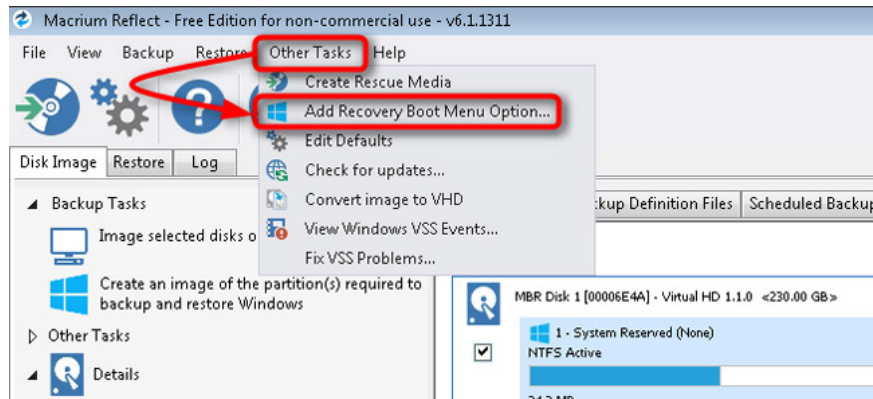 Macrium Reflect - Free Edition for non-commercial use - v6.1.1311
File View Backup Restore Other Tasks Help
Create Rescue Media
Add Recovery Boot Menu Option...
Edit Defaults
Check for updates...
Convert image to VHD
View Windows VSS Events...
Fix VSS Problems...
Disk Image Restore Log
Backup Tasks
Image selected disks o
Create an image of the partition(s) required to
backup and restore Windows
Other Tasks
Details
kup Definition Files Scheduled Backup
MBR Disk 1 [00006E4A] - Virtual HD 1.1.0 <230.00 GB>
1 - System Reserved (None)
NTFS Active